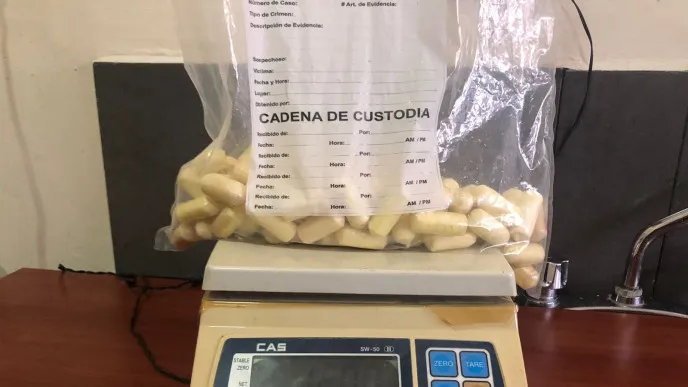 Número de Caso: # Art. de Evidencia:
Tipo de Crimen:
Descripción de Evidencia:
Sospechoso:
Víctima:
Fecha y Hora:
Lugar:
Obtenido por:
CADENA DE CUSTODIA
Recibido de: Por:
Fecha: Hora: AM / PM
Recibido de: Por:
Fecha: Hora: AM / PM
Recibido de: Por:
Fecha: Hora: AM / PM
Recibido de: Por:
Fecha: Hora: AM / PM
CAS SW-50
STABLE
ZERO
NET
ZERO TARE